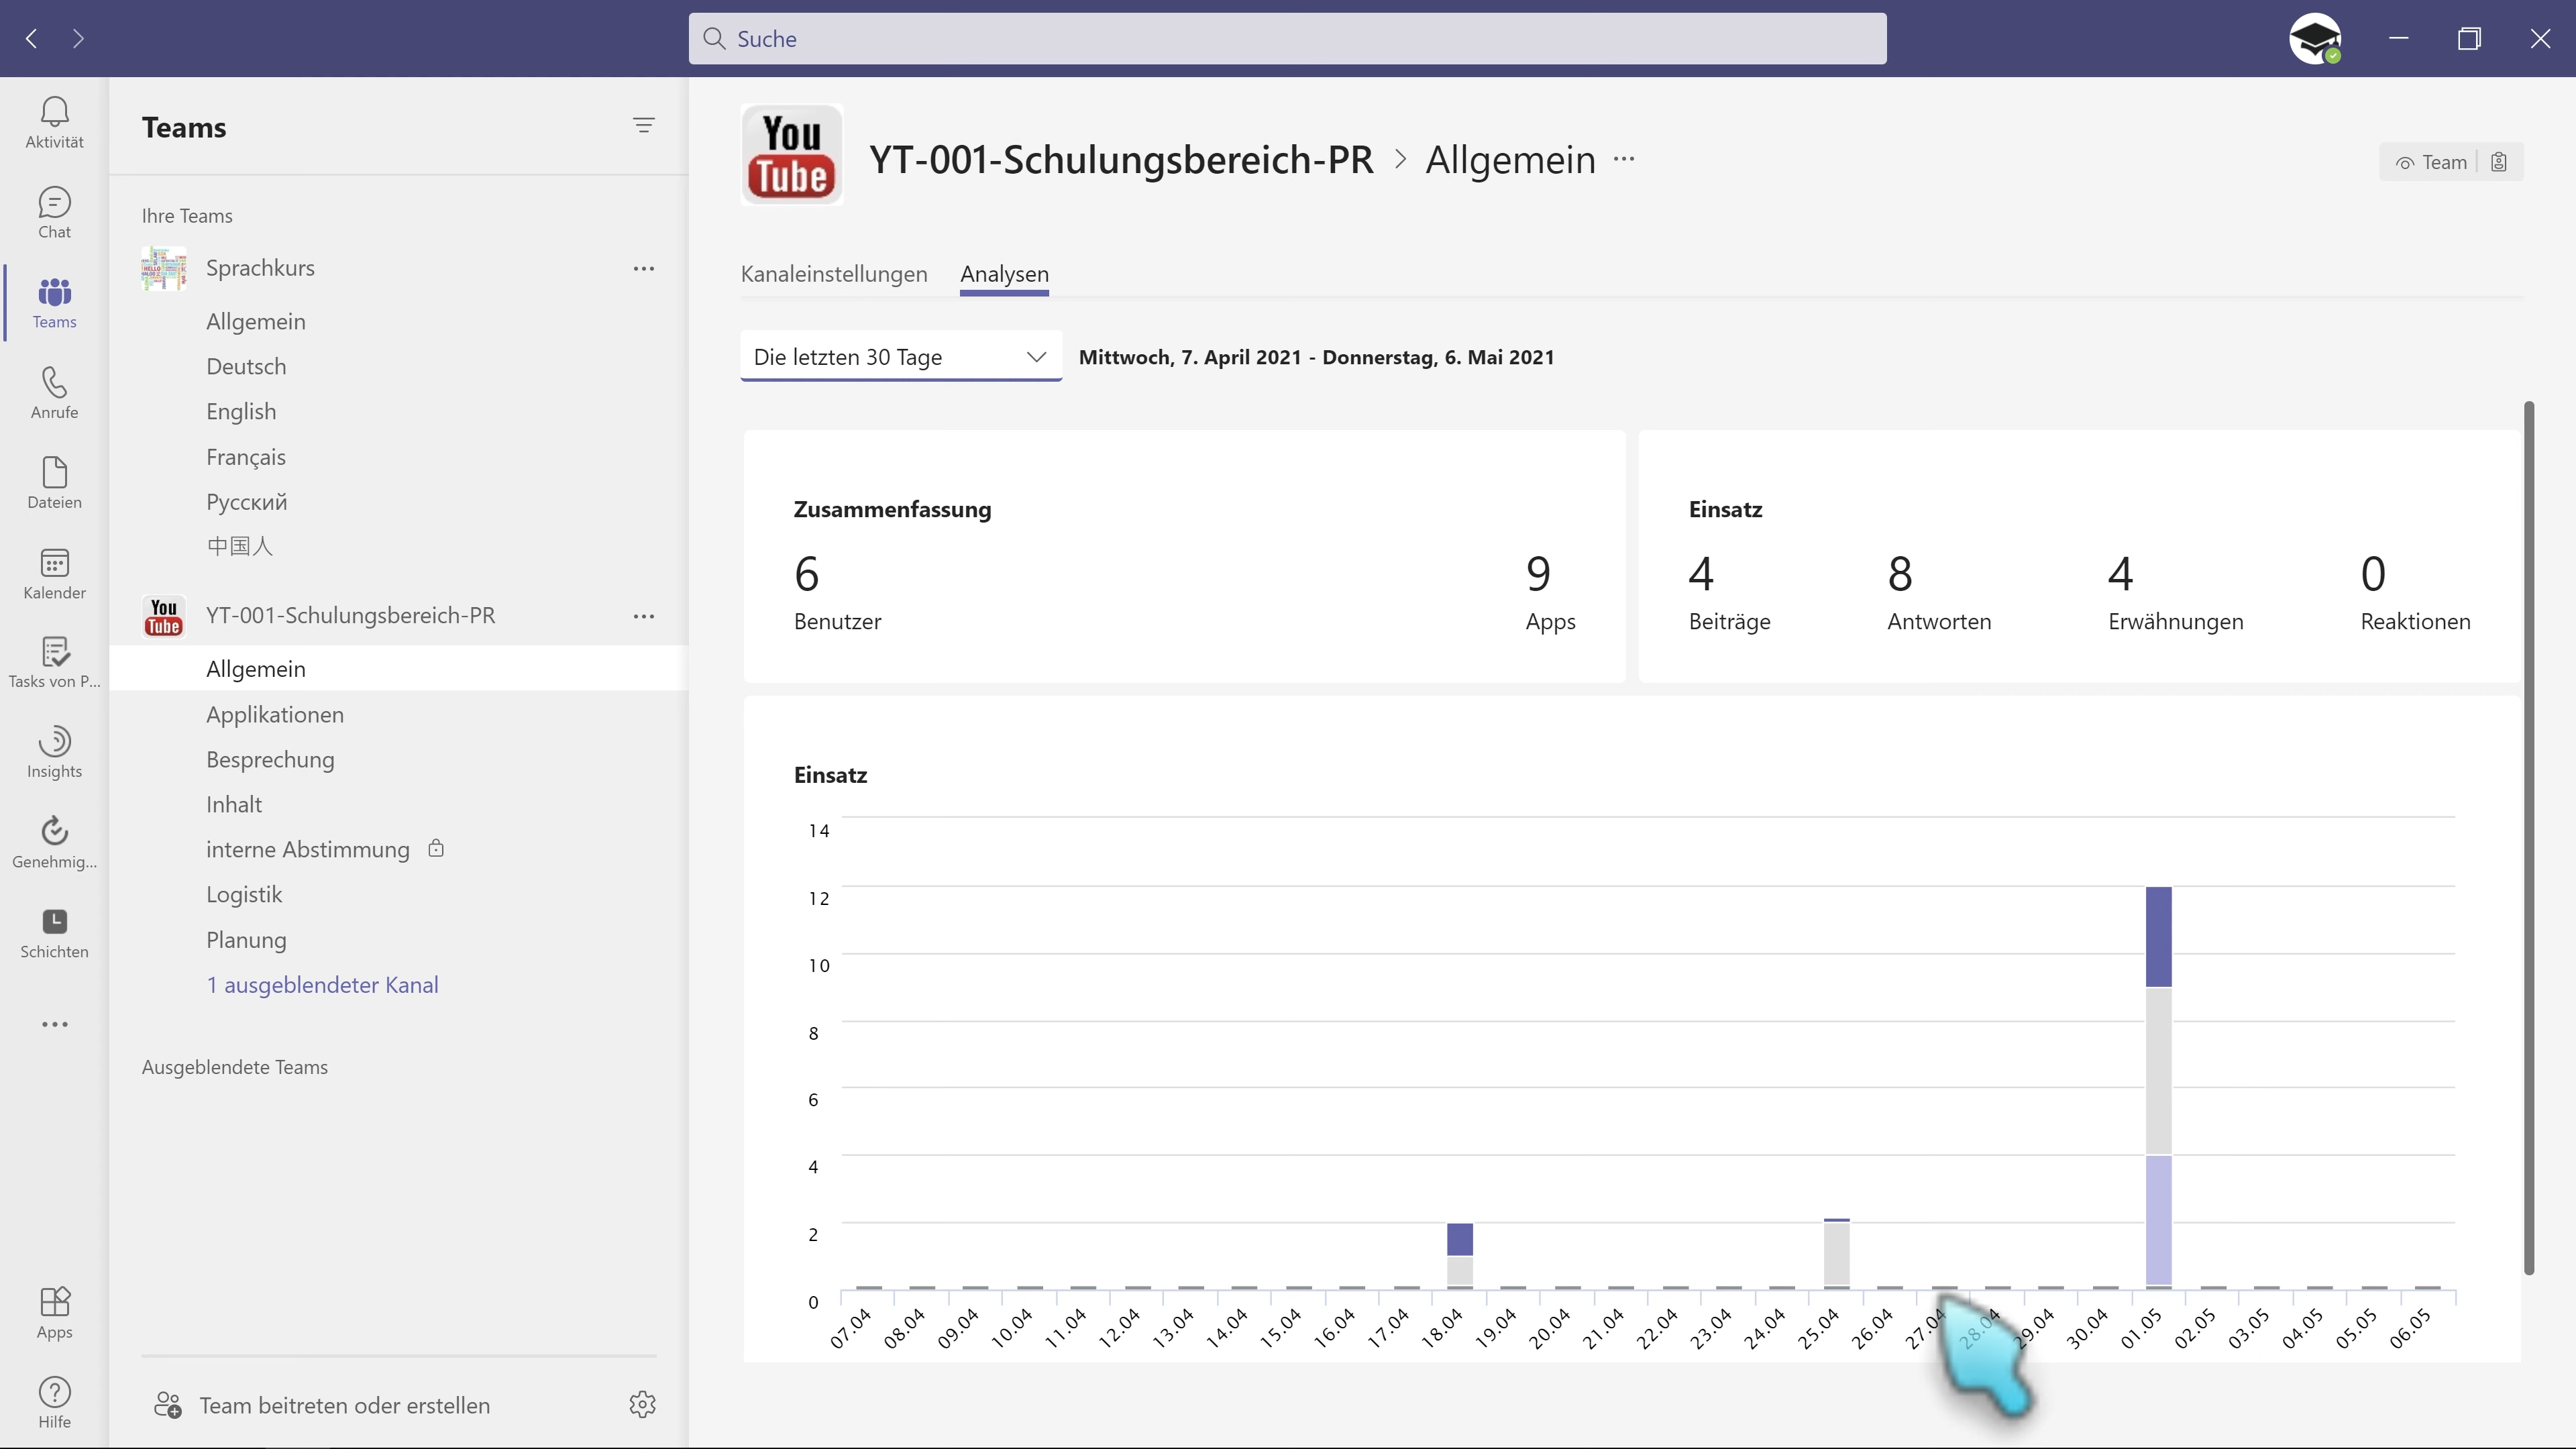 Suche
Aktivität
Chat
Teams
Anrufe
Dateien
Kalender
Tasks von P...
Insights
Genehmig...
Schichten
Apps
Hilfe
Teams
Ihre Teams
Sprachkurs
Allgemein
Deutsch
English
Français
Русский
中国人
You Tube
YT-001-Schulungsbereich-PR
Allgemein
Applikationen
Besprechung
Inhalt
interne Abstimmung
Logistik
Planung
1 ausgeblendeter Kanal
Ausgeblendete Teams
Team beitreten oder erstellen
You
Tube
YT-001-Schulungsbereich-PR > Allgemein ...
Team
Kanaleinstellungen Analysen
Die letzten 30 Tage Mittwoch, 7. April 2021 - Donnerstag, 6. Mai 2021
Zusammenfassung
6 9
Benutzer Apps
Einsatz
4 8 4 0
Beiträge Antworten Erwähnungen Reaktionen
Einsatz
14
12
10
8
6
4
2
0
07.04 08.04 09.04 10.04 11.04 12.04 13.04 14.04 15.04 16.04 17.04 18.04 19.04 20.04 21.04 22.04 23.04 24.04 25.04 26.04 27.04 28.04 29.04 30.04 01.05 02.05 03.05 04.05 05.05 06.05